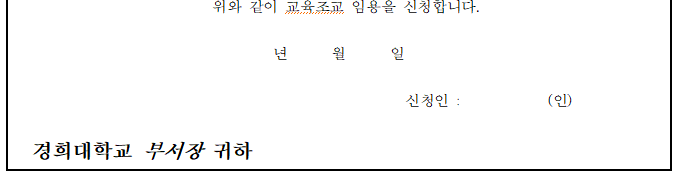 위와 같이 교육조교 임용을 신청합니다.
년 월 일
신청인 : (인)
경희대학교 부서장 귀하